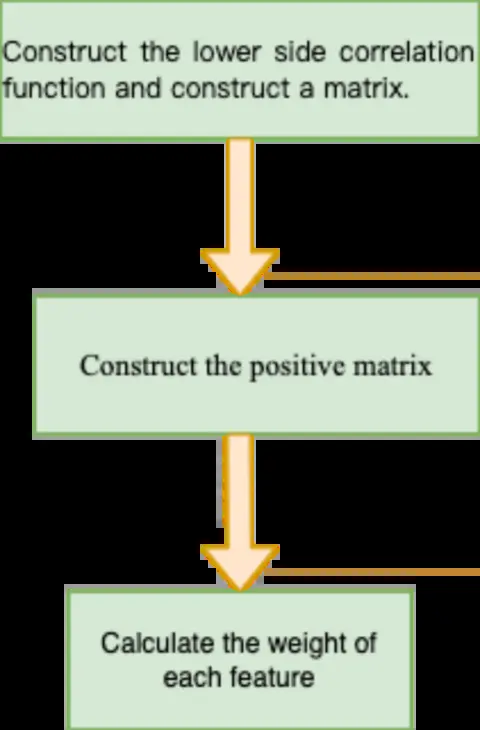 Construct the lower side correlation
function and construct a matrix.
Construct the positive matrix
Calculate the weight of
each feature